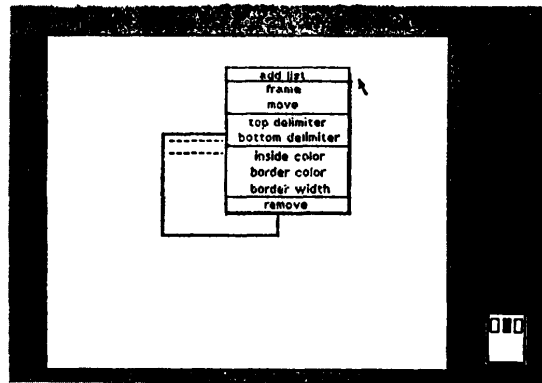 add list
frame
move
top delimiter
bottom delimiter
inside color
border color
border width
remove